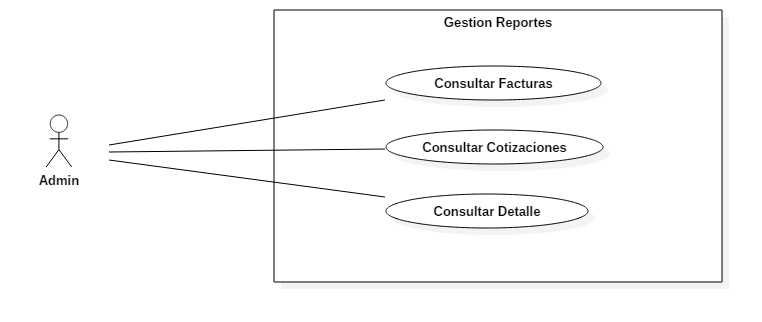 Gestion Reportes
Consultar Facturas
Consultar Cotizaciones
Admin
Consultar Detalle